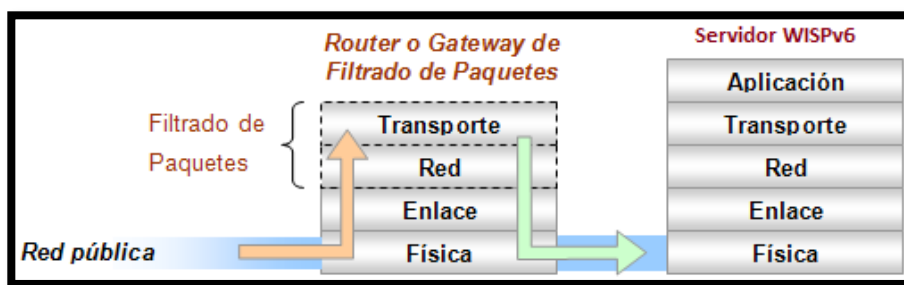 Router o Gateway de
Filtrado de Paquetes
Servidor WISPv6
Filtrado de
Paquetes
Transporte
Red
Enlace
Física
Red pública
Aplicación
Transporte
Red
Enlace
Física